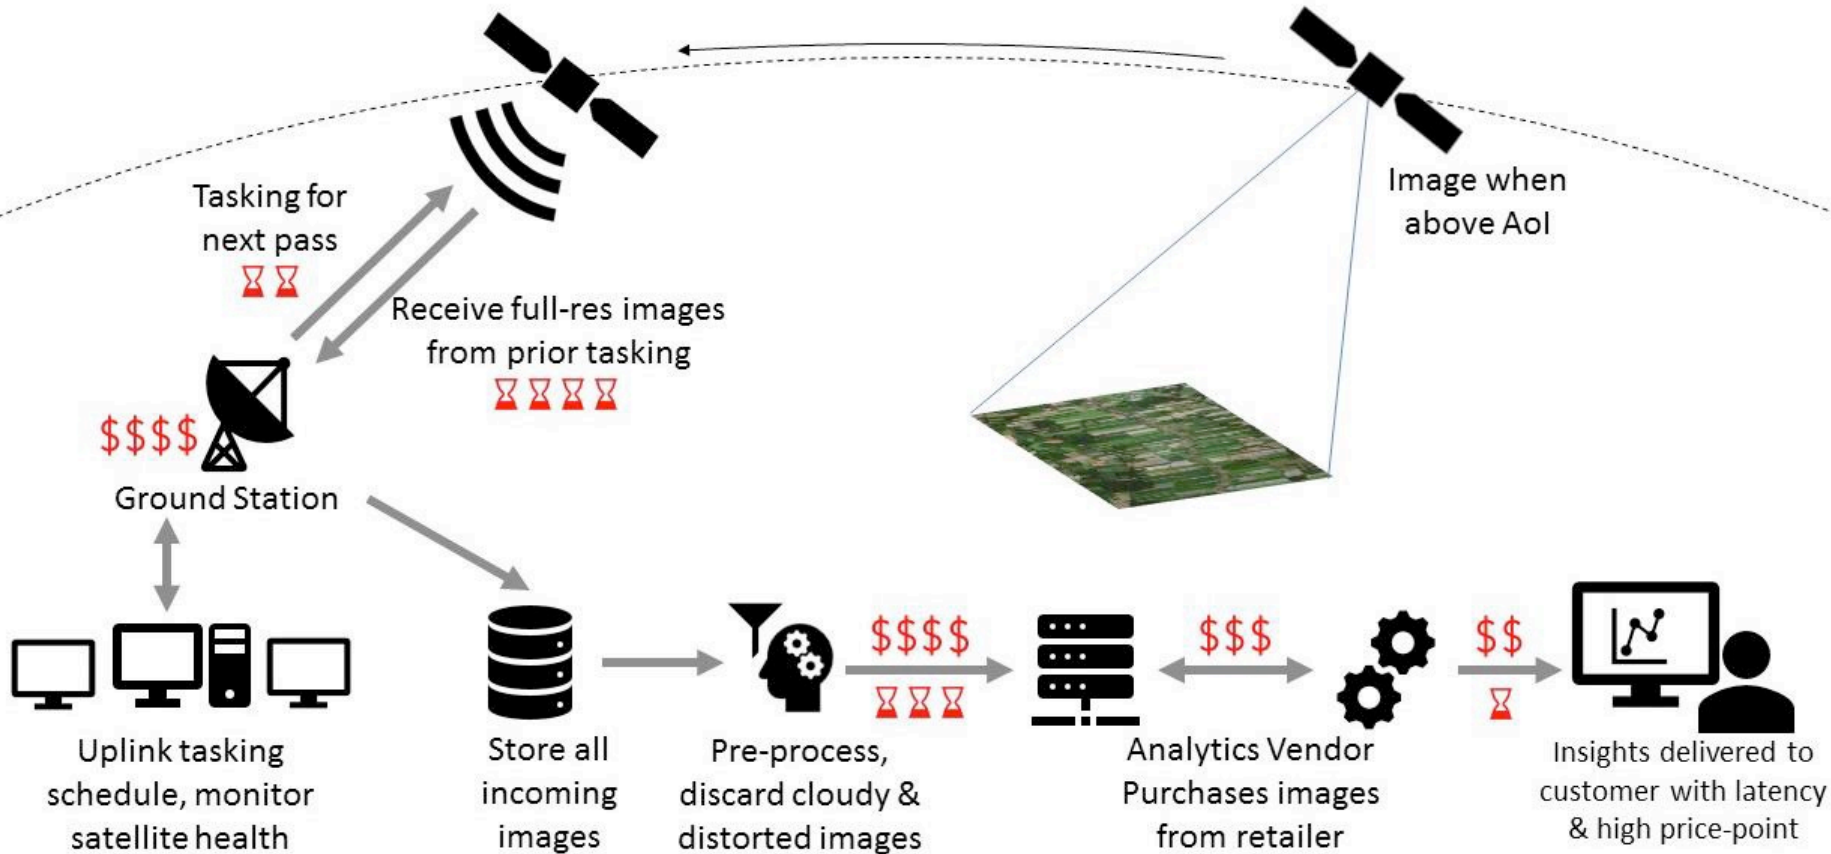 Image when
above AoI
Tasking for
next pass
Receive full-res images
from prior tasking
$$$$
Ground Station
$$$$
$$$
$$
Uplink tasking
schedule, monitor
satellite health
Store all
incoming
images
Pre-process,
discard cloudy &
distorted images
Analytics Vendor
Purchases images
from retailer
Insights delivered to
customer with latency
& high price-point